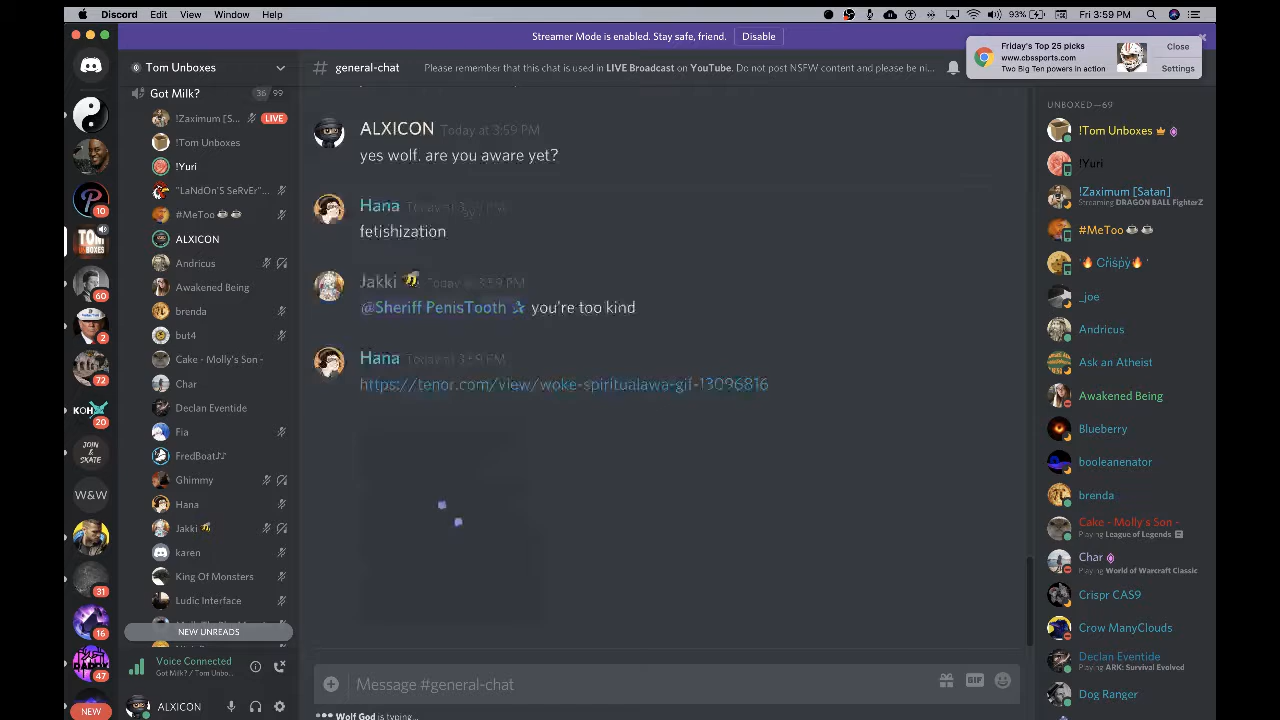 Discord Edit View Window Help
93% Fri 3:59 PM
Streamer Mode is enabled. Stay safe, friend. Disable
Friday's Top 25 picks
www.cbssports.com
Two Big Ten powers in action
Close
Settings
Tom Unboxes
# general-chat Please remember that this chat is used in LIVE Broadcast on YouTube. Do not post NSFW content and please be ni...
10
60
2
72
KOH
20
JOIN
&
SKATE
W&W
31
16
47
NEW
Got Milk? 36 99
!Zaximum [S... LIVE
!Tom Unboxes
!Yuri
"LaNdOn'S SeRvEr"...
#MeToo
ALXICON
Andricus
Awakened Being
brenda
but4
Cake - Molly's Son -
Char
Declan Eventide
Fia
FredBoat♪♪
Ghimmy
Hana
Jakki 🐝
karen
King Of Monsters
Ludic Interface
NEW UNREADS
Voice Connected
Got Milk? / Tom Unbo...
ALXICON
ALXICON Today at 3:59 PM
yes wolf. are you aware yet?
Hana Today at 3:59 PM
fetishization
Jakki 🐝 Today at 3:59 PM
@Sheriff PenisTooth ✰ you're too kind
Hana Today at 3:59 PM
https://tenor.com/view/woke-spiritualawa-gif-13096816
Message #general-chat
GIF
Wolf God is typing...
UNBOXED—69
!Tom Unboxes
!Yuri
!Zaximum [Satan]
Streaming DRAGON BALL FighterZ
#MeToo
'🔥 Crispy🔥 '
_joe
Andricus
Ask an Atheist
Awakened Being
Blueberry
booleanenator
brenda
Cake - Molly's Son -
Playing League of Legends
Char
Playing World of Warcraft Classic
Crispr CAS9
Crow ManyClouds
Declan Eventide
Playing ARK: Survival Evolved
Dog Ranger